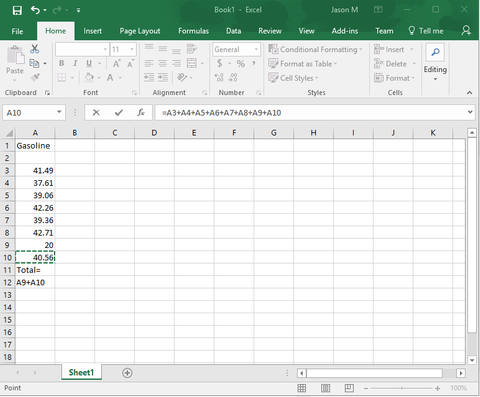 Book1 - Excel
Jason M
File Home Insert Page Layout Formulas Data Review View Add-ins Team Tell me
Paste
11
B I U
A A
General
$ % ,
Conditional Formatting
Format as Table
Cell Styles
Insert
Delete
Format
Editing
Clipboard Font Alignment Number Styles Cells
A10 fx =A3+A4+A5+A6+A7+A8+A9+A10
A B C D E F G H I J K
1 Gasoline
2
3 41.49
4 37.61
5 39.06
6 42.26
7 39.36
8 42.71
9 20
10 40.56
11 Total=
12 A9+A10
13
14
15
16
17
18
Sheet1
Point 100%